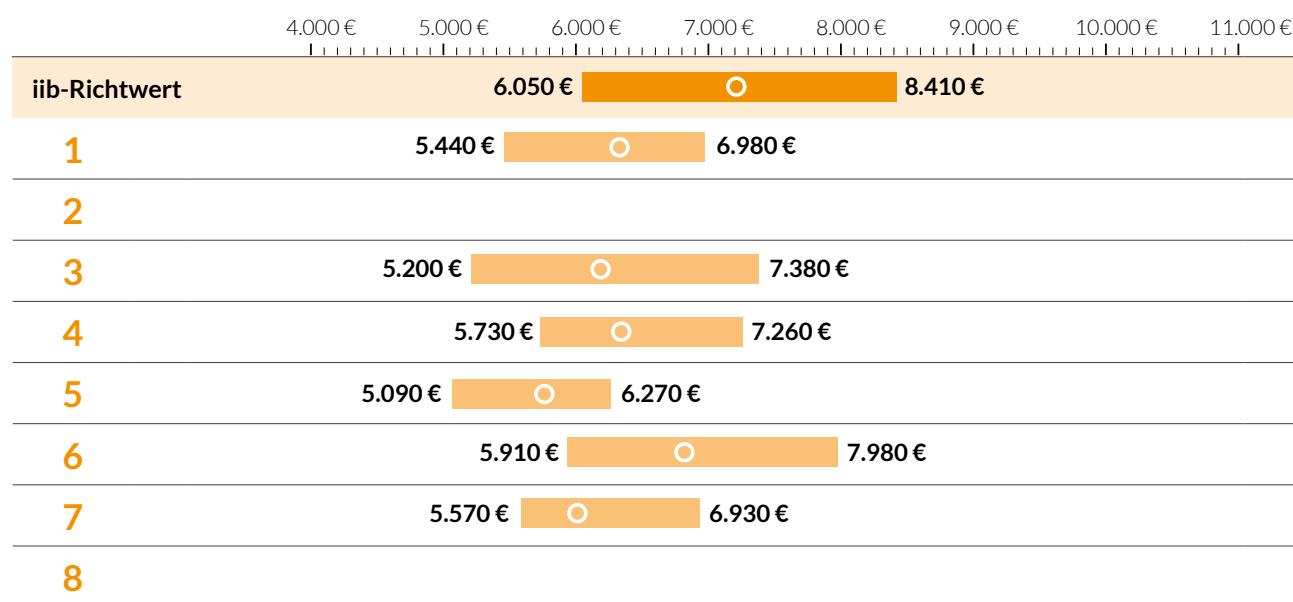 4.000 € 5.000 € 6.000 € 7.000 € 8.000 € 9.000 € 10.000 € 11.000 €
iib-Richtwert 6.050 € 8.410 €
1 5.440 € 6.980 €
2
3 5.200 € 7.380 €
4 5.730 € 7.260 €
5 5.090 € 6.270 €
6 5.910 € 7.980 €
7 5.570 € 6.930 €
8